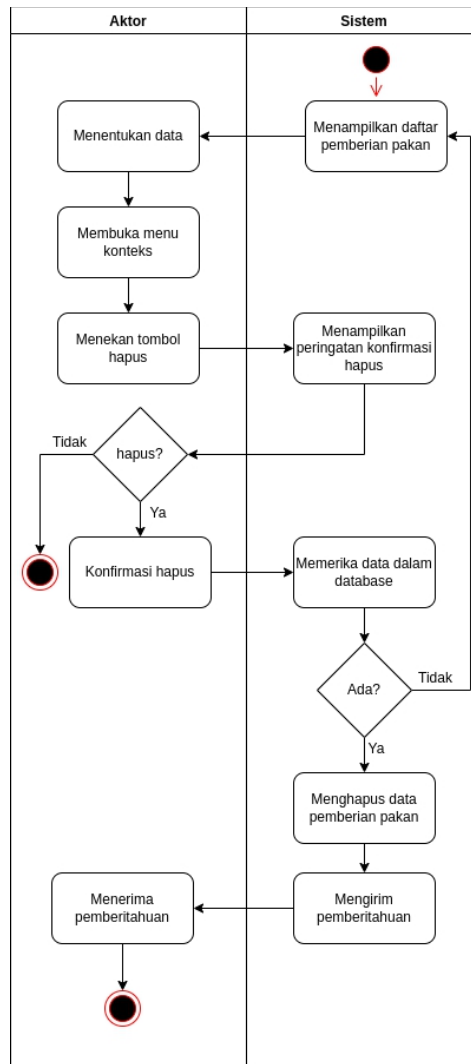 Aktor
Sistem
Menampilkan daftar
pemberian pakan
Menentukan data
Membuka menu
konteks
Menekan tombol
hapus
Menampilkan
peringatan konfirmasi
hapus
hapus?
Tidak
Ya
Konfirmasi hapus
Memerika data dalam
database
Ada?
Tidak
Ya
Menghapus data
pemberian pakan
Mengirim
pemberitahuan
Menerima
pemberitahuan